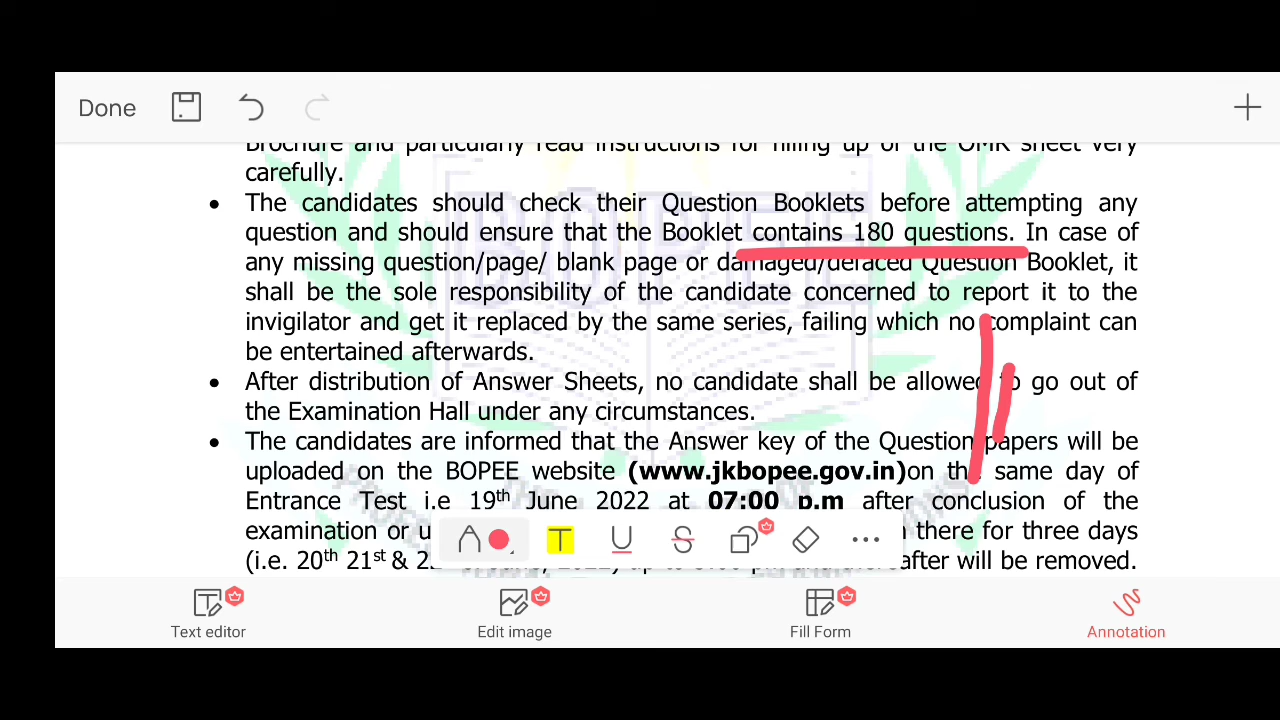 Done
Brochure and particularly read instructions for filling up of the OMR sheet very
carefully.
• The candidates should check their Question Booklets before attempting any
question and should ensure that the Booklet contains 180 questions. In case of
any missing question/page/ blank page or damaged/defaced Question Booklet, it
shall be the sole responsibility of the candidate concerned to report it to the
invigilator and get it replaced by the same series, failing which no complaint can
be entertained afterwards.
• After distribution of Answer Sheets, no candidate shall be allowed to go out of
the Examination Hall under any circumstances.
• The candidates are informed that the Answer key of the Question papers will be
uploaded on the BOPEE website (www.jkbopee.gov.in)on the same day of
Entrance Test i.e 19th June 2022 at 07:00 p.m after conclusion of the
examination or there for three days
(i.e. 20th 21st & will be removed.
T U S
Text editor Edit image Fill Form Annotation
BOPEE